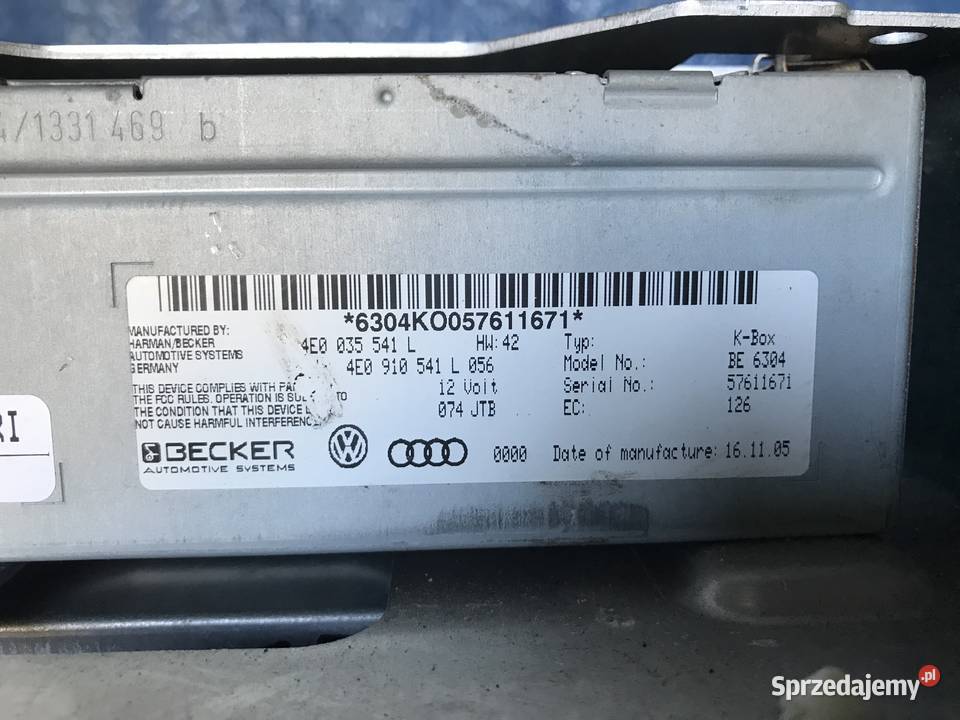 4/1331 469 b
*6304KO057611671*
MANUFACTURED BY:
HARMAN/BECKER
AUTOMOTIVE SYSTEMS
GERMANY
4E0 035 541 L HW: 42
4E0 910 541 L 056
12 Volt
074 JTB
Typ: K-Box
Model No.: BE 6304
Serial No.: 57611671
EC: 126
THIS DEVICE COMPLIES WITH
THE FCC RULES. OPERATION IS TO
THE CONDITION THAT THIS DEVICE
NOT CAUSE HARMFUL INTERFERENC
BECKER
AUTOMOTIVE SYSTEMS
0000 Date of manufacture: 16.11.05
RI
Sprzedajemy.pl